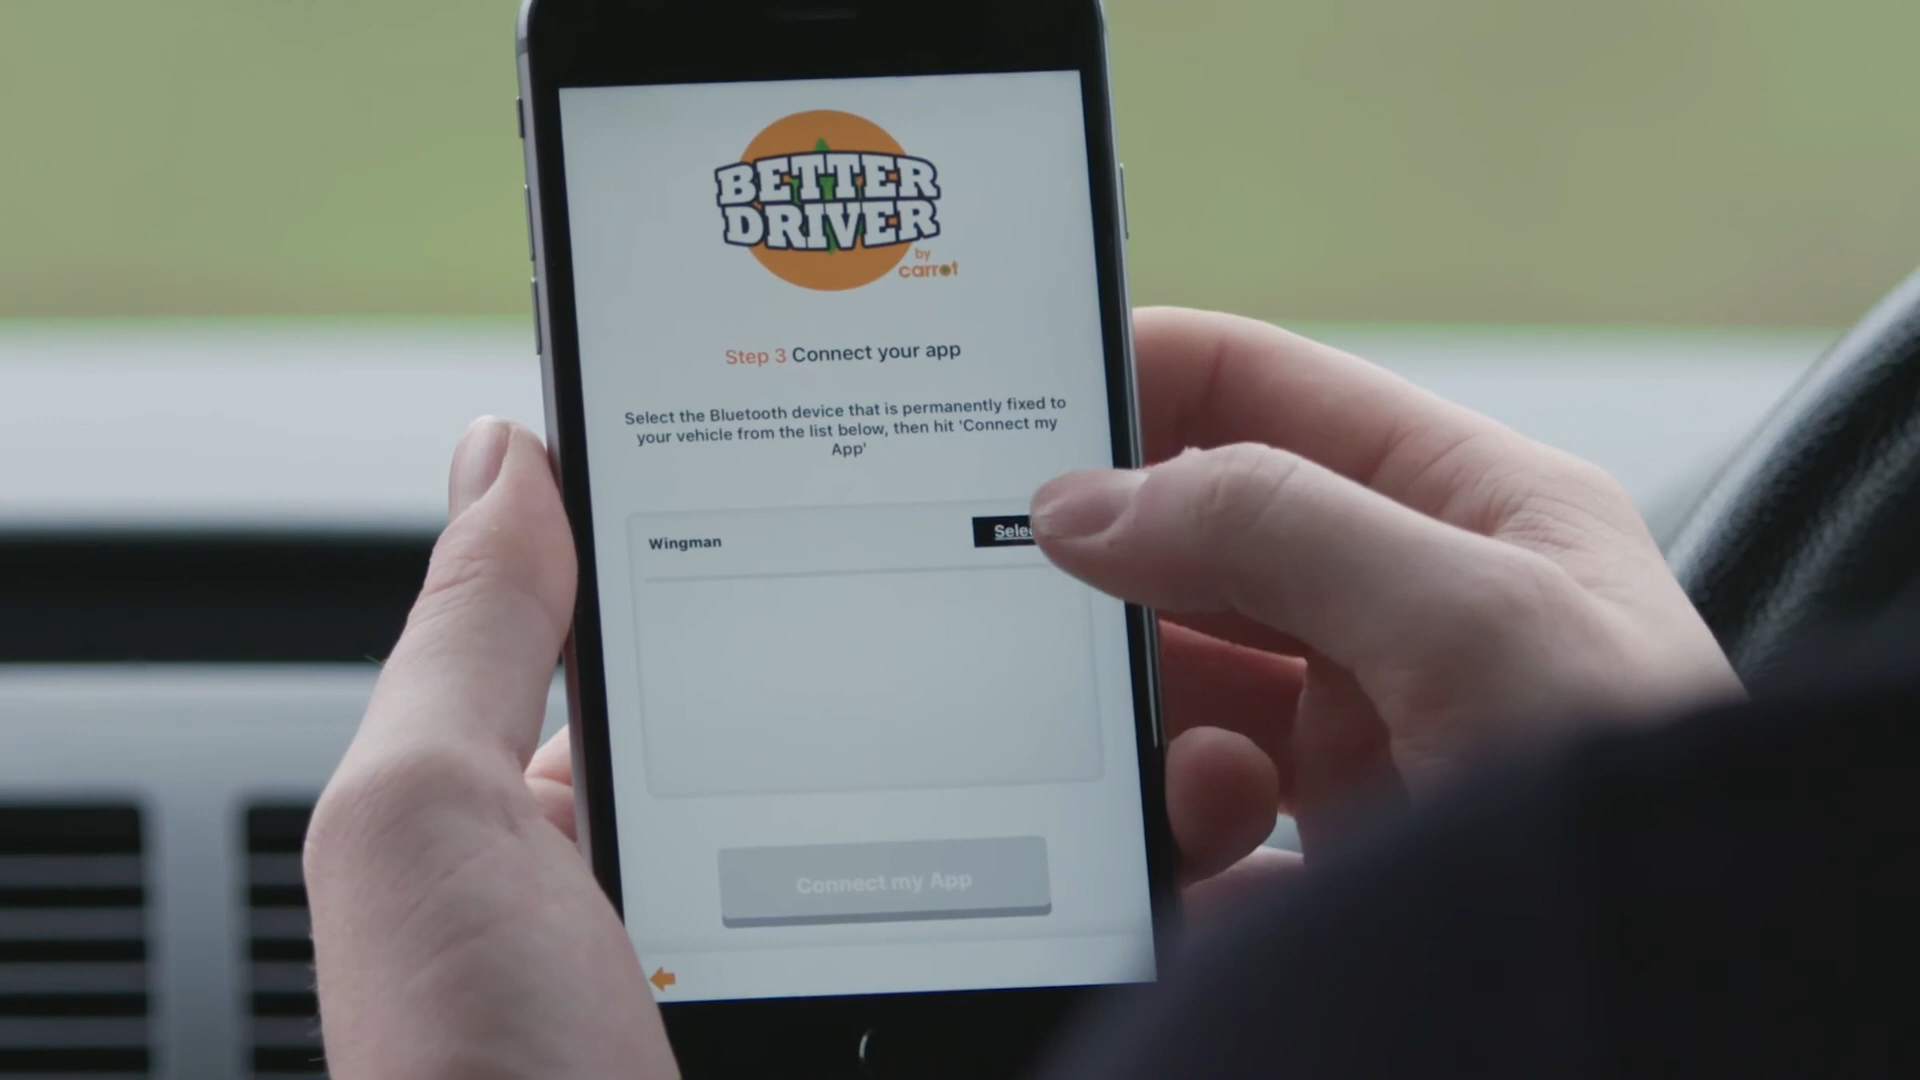 BETTER
DRIVER
by
carrot
Step 3 Connect your app
Select the Bluetooth device that is permanently fixed to
your vehicle from the list below, then hit 'Connect my
App'
Wingman
Selec
Connect my App